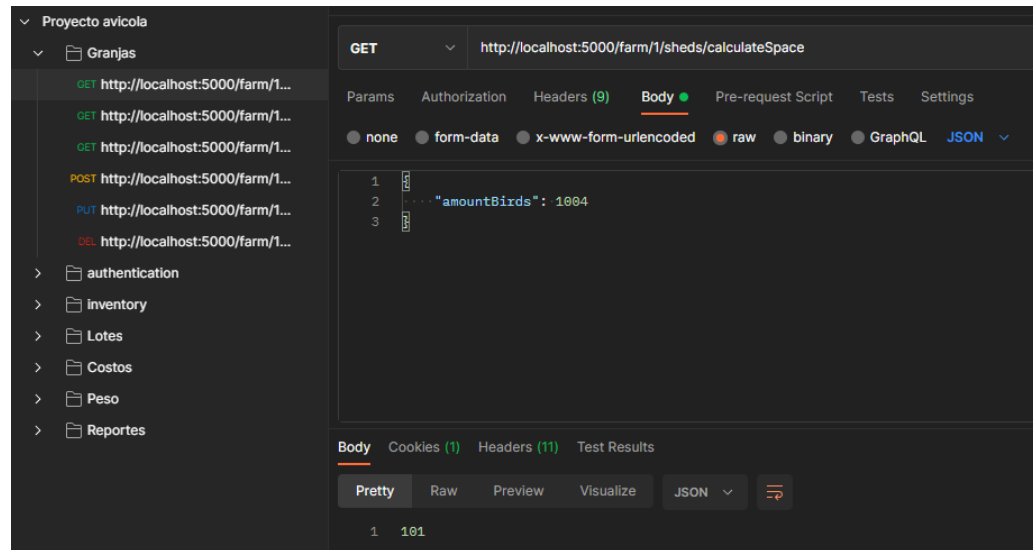 Proyecto avicola
Granjas
GET http://localhost:5000/farm/1...
GET http://localhost:5000/farm/1...
GET http://localhost:5000/farm/1...
POST http://localhost:5000/farm/1...
PUT http://localhost:5000/farm/1...
DEL http://localhost:5000/farm/1...
authentication
inventory
Lotes
Costos
Peso
Reportes
GET http://localhost:5000/farm/1/sheds/calculateSpace
Params Authorization Headers (9) Body Pre-request Script Tests Settings
none form-data x-www-form-urlencoded raw binary GraphQL JSON
1 {
2 "amountBirds": 1004
3 }
Body Cookies (1) Headers (11) Test Results
Pretty Raw Preview Visualize JSON
1 101